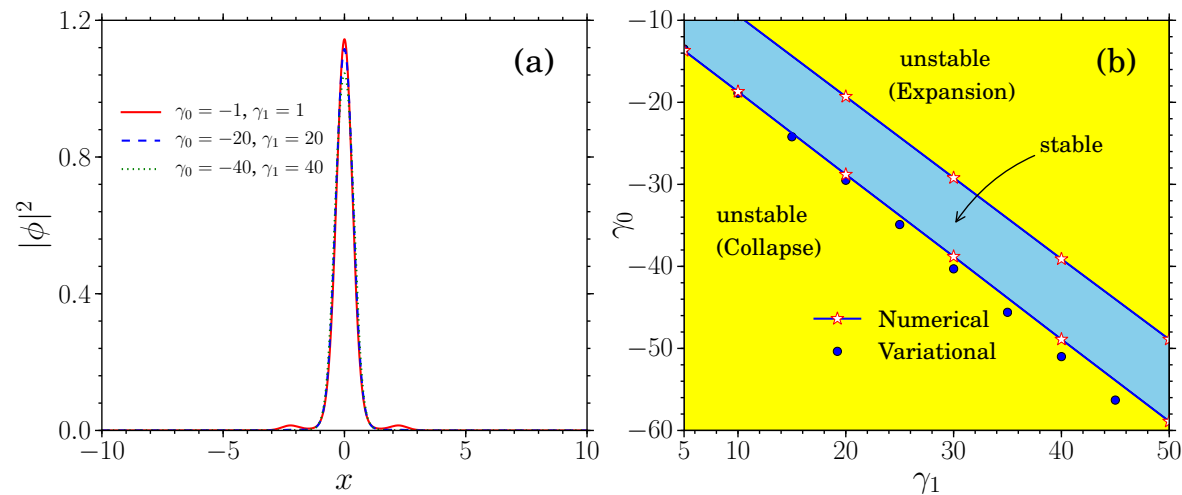 1.2
0.8
0.4
0.0
|ϕ|²
(a)
γ₀ = −1, γ₁ = 1
γ₀ = −20, γ₁ = 20
γ₀ = −40, γ₁ = 40
−10
−5
0
5
10
x
−10
−20
−30
−40
−50
−60
γ₀
unstable
(Expansion)
(b)
stable
unstable
(Collapse)
Numerical
Variational
5
10
20
30
40
50
γ₁